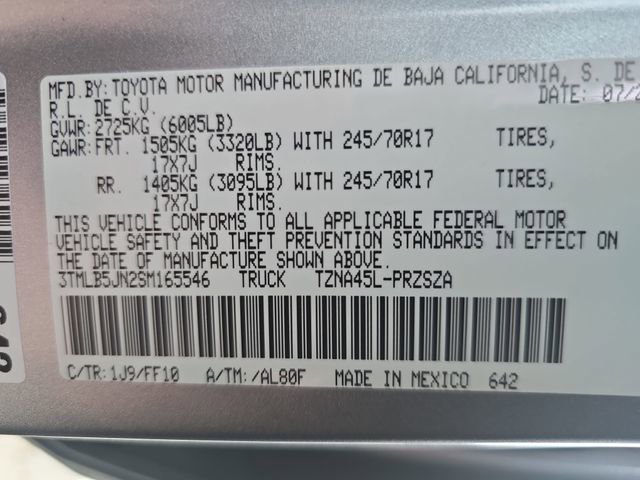 MFD.BY: TOYOTA MOTOR MANUFACTURING DE BAJA CALIFORNIA, S. DE
R.L. DE C.V. DATE: 07/2
GVWR: 2725KG (6005LB)
GAWR: FRT. 1505KG (3320LB) WITH 245/70R17 TIRES,
17X7J RIMS.
RR. 1405KG (3095LB) WITH 245/70R17 TIRES,
17X7J RIMS.
THIS VEHICLE CONFORMS TO ALL APPLICABLE FEDERAL MOTOR
VEHICLE SAFETY AND THEFT PREVENTION STANDARDS IN EFFECT ON
THE DATE OF MANUFACTURE SHOWN ABOVE.
3TMLB5JN2SM165546 TRUCK TZNA45L-PRZSZA
C/TR: 1J9/FF10 A/TM: /AL80F MADE IN MEXICO 642